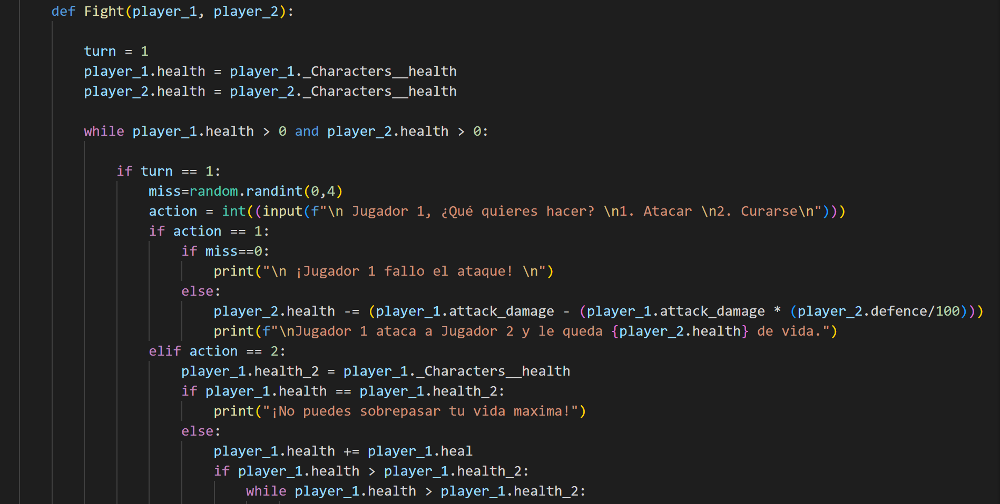 def Fight(player_1, player_2):
turn = 1
player_1.health = player_1._Characters__health
player_2.health = player_2._Characters__health
while player_1.health > 0 and player_2.health > 0:
if turn == 1:
miss=random.randint(0,4)
action = int((input(f"\n Jugador 1, ¿Qué quieres hacer? \n1. Atacar \n2. Curarse\n")))
if action == 1:
if miss==0:
print("\n ¡Jugador 1 fallo el ataque! \n")
else:
player_2.health -= (player_1.attack_damage - (player_1.attack_damage * (player_2.defence/100)))
print(f"\nJugador 1 ataca a Jugador 2 y le queda {player_2.health} de vida.")
elif action == 2:
player_1.health_2 = player_1._Characters__health
if player_1.health == player_1.health_2:
print("¡No puedes sobrepasar tu vida maxima!")
else:
player_1.health += player_1.heal
if player_1.health > player_1.health_2:
while player_1.health > player_1.health_2: